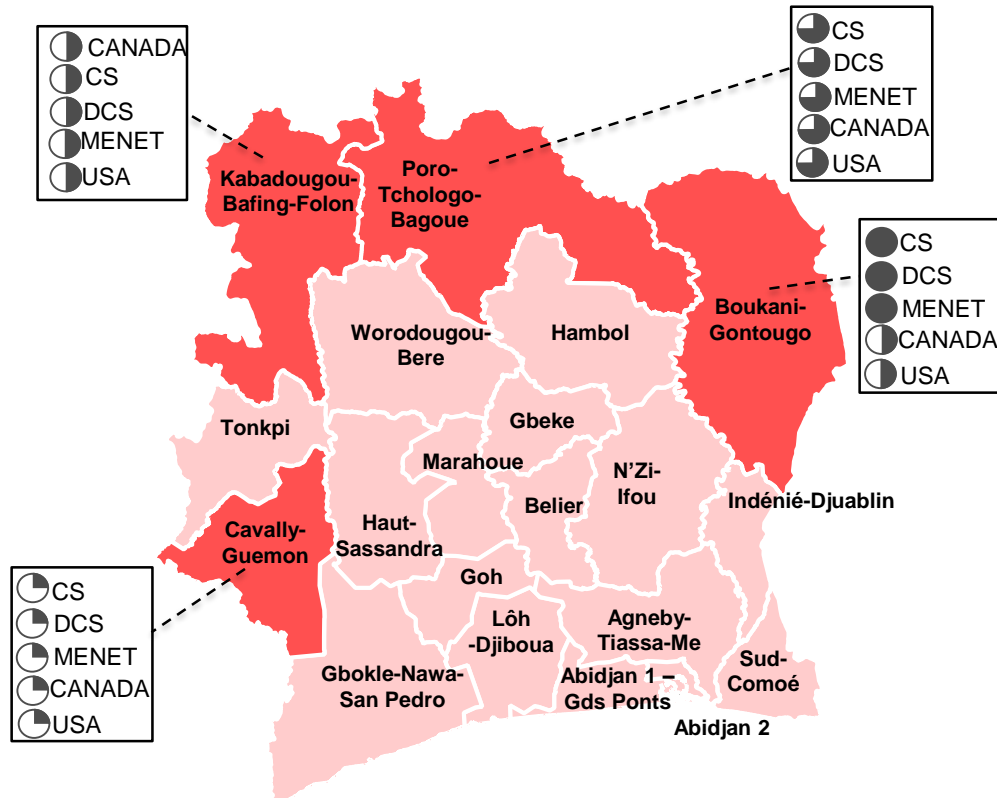 CANADA
CS
DCS
MENET
USA
CS
DCS
MENET
CANADA
USA
Kabadougou-
Bafing-Folon
Poro-
Tchologo-
Bagoue
CS
DCS
MENET
CANADA
USA
Boukani-
Gontougo
Worodougou-
Bere
Hambol
Tonkpi
Gbeke
Marahoue
N'Zi-
Ifou
Belier
Indénié-Djuablin
Cavally-
Guemon
Haut-
Sassandra
CS
DCS
MENET
CANADA
USA
Goh
Lôh
-Djiboua
Agneby-
Tiassa-Me
Gbokle-Nawa-
San Pedro
Abidjan 1 –
Gds Ponts
Sud-
Comoé
Abidjan 2